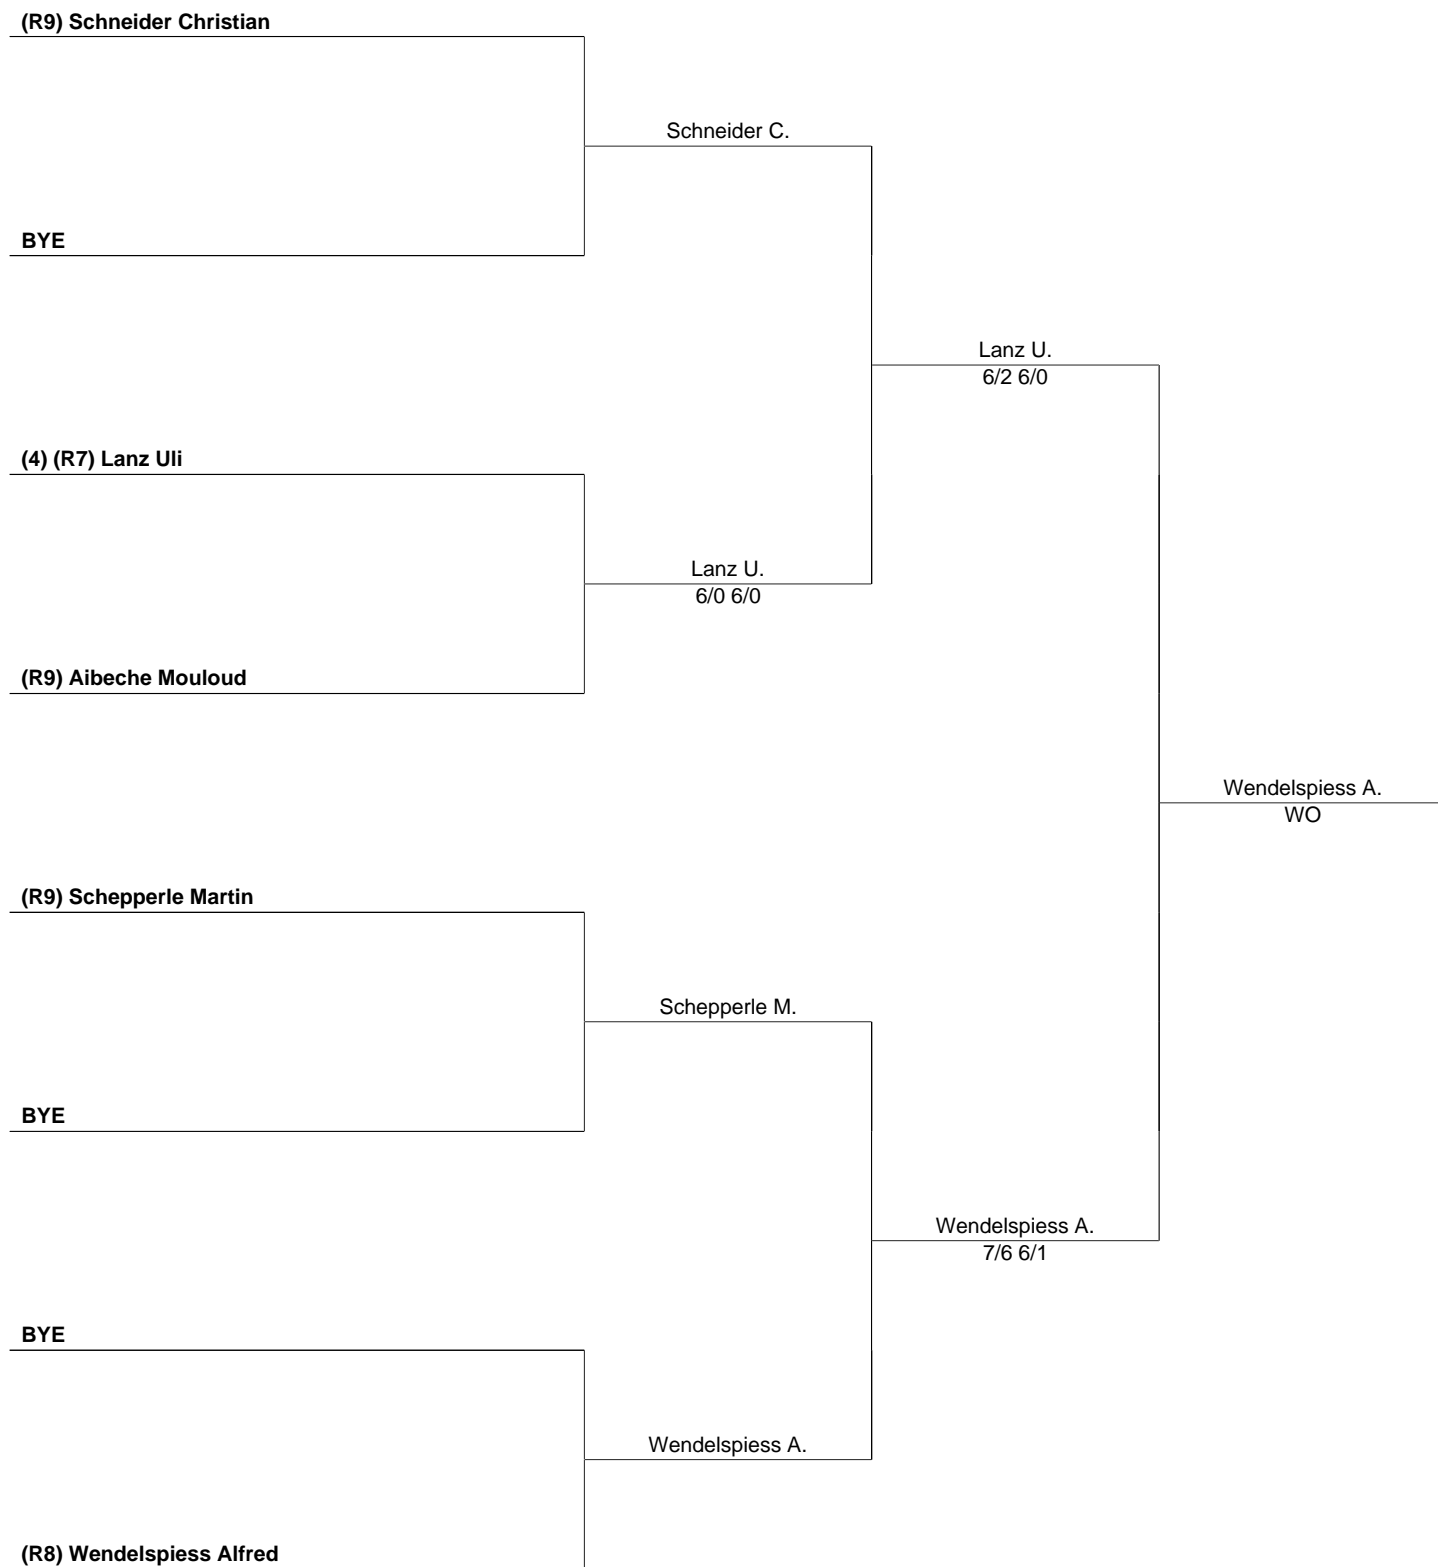 (R9) Schneider Christian
Schneider C.
BYE
Lanz U.
6/2 6/0
(4) (R7) Lanz Uli
Lanz U.
6/0 6/0
(R9) Aibeche Mouloud
Wendelspiess A.
WO
(R9) Schepperle Martin
Schepperle M.
BYE
Wendelspiess A.
7/6 6/1
BYE
Wendelspiess A.
(R8) Wendelspiess Alfred